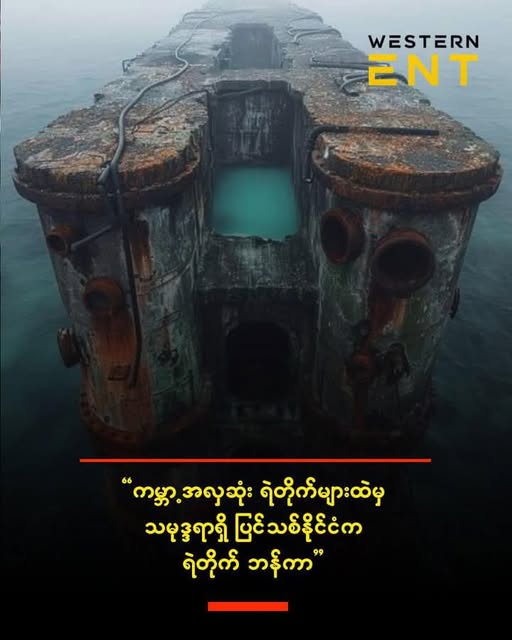 WESTERN
ENT
“ကမ္ဘာ့အလှဆုံး ရဲတိုက်များထဲမှ
သမုဒ္ဒရာရှိ ပြင်သစ်နိုင်ငံက
ရဲတိုက် ဘန်ကာ”